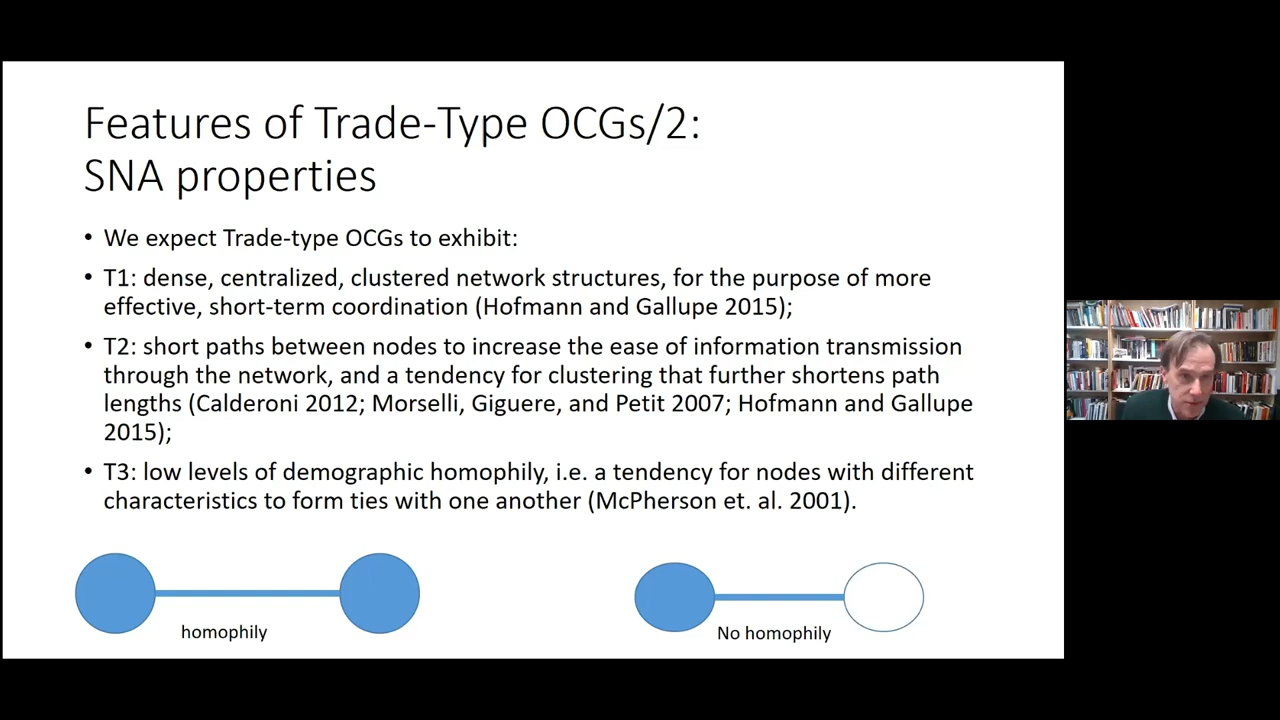 Features of Trade-Type OCGs/2:
SNA properties
• We expect Trade-type OCGs to exhibit:
• T1: dense, centralized, clustered network structures, for the purpose of more
effective, short-term coordination (Hofmann and Gallupe 2015);
• T2: short paths between nodes to increase the ease of information transmission
through the network, and a tendency for clustering that further shortens path
lengths (Calderoni 2012; Morselli, Giguere, and Petit 2007; Hofmann and Gallupe
2015);
• T3: low levels of demographic homophily, i.e. a tendency for nodes with different
characteristics to form ties with one another (McPherson et. al. 2001).
homophily
No homophily